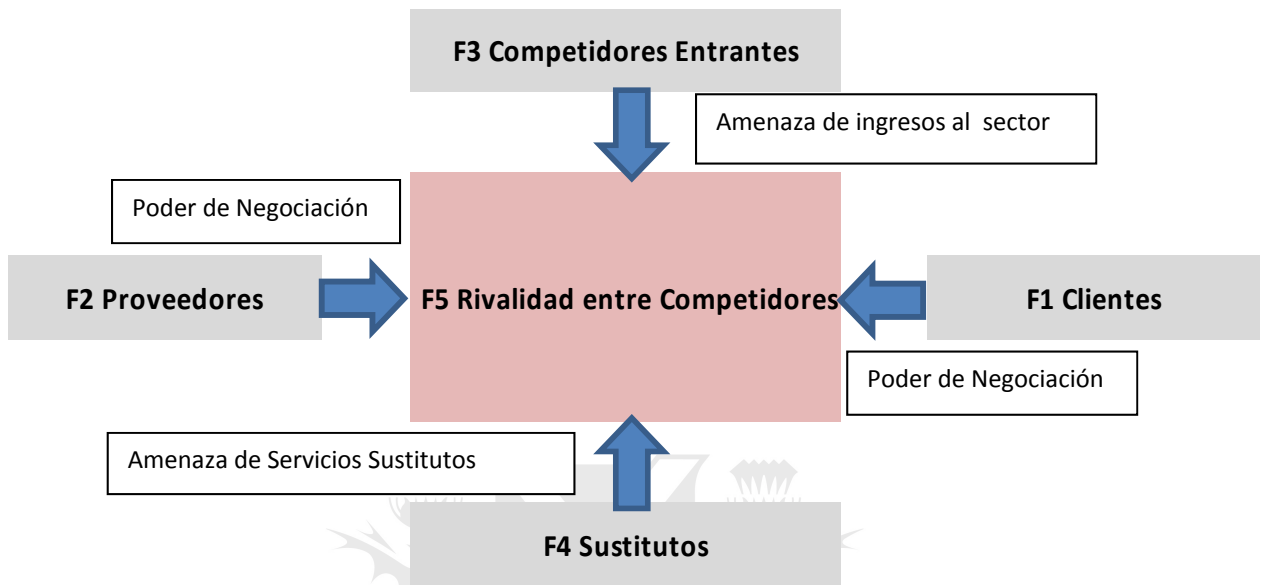 F3 Competidores Entrantes
Amenaza de ingresos al sector
Poder de Negociación
F2 Proveedores
F5 Rivalidad entre Competidores
F1 Clientes
Poder de Negociación
Amenaza de Servicios Sustitutos
F4 Sustitutos